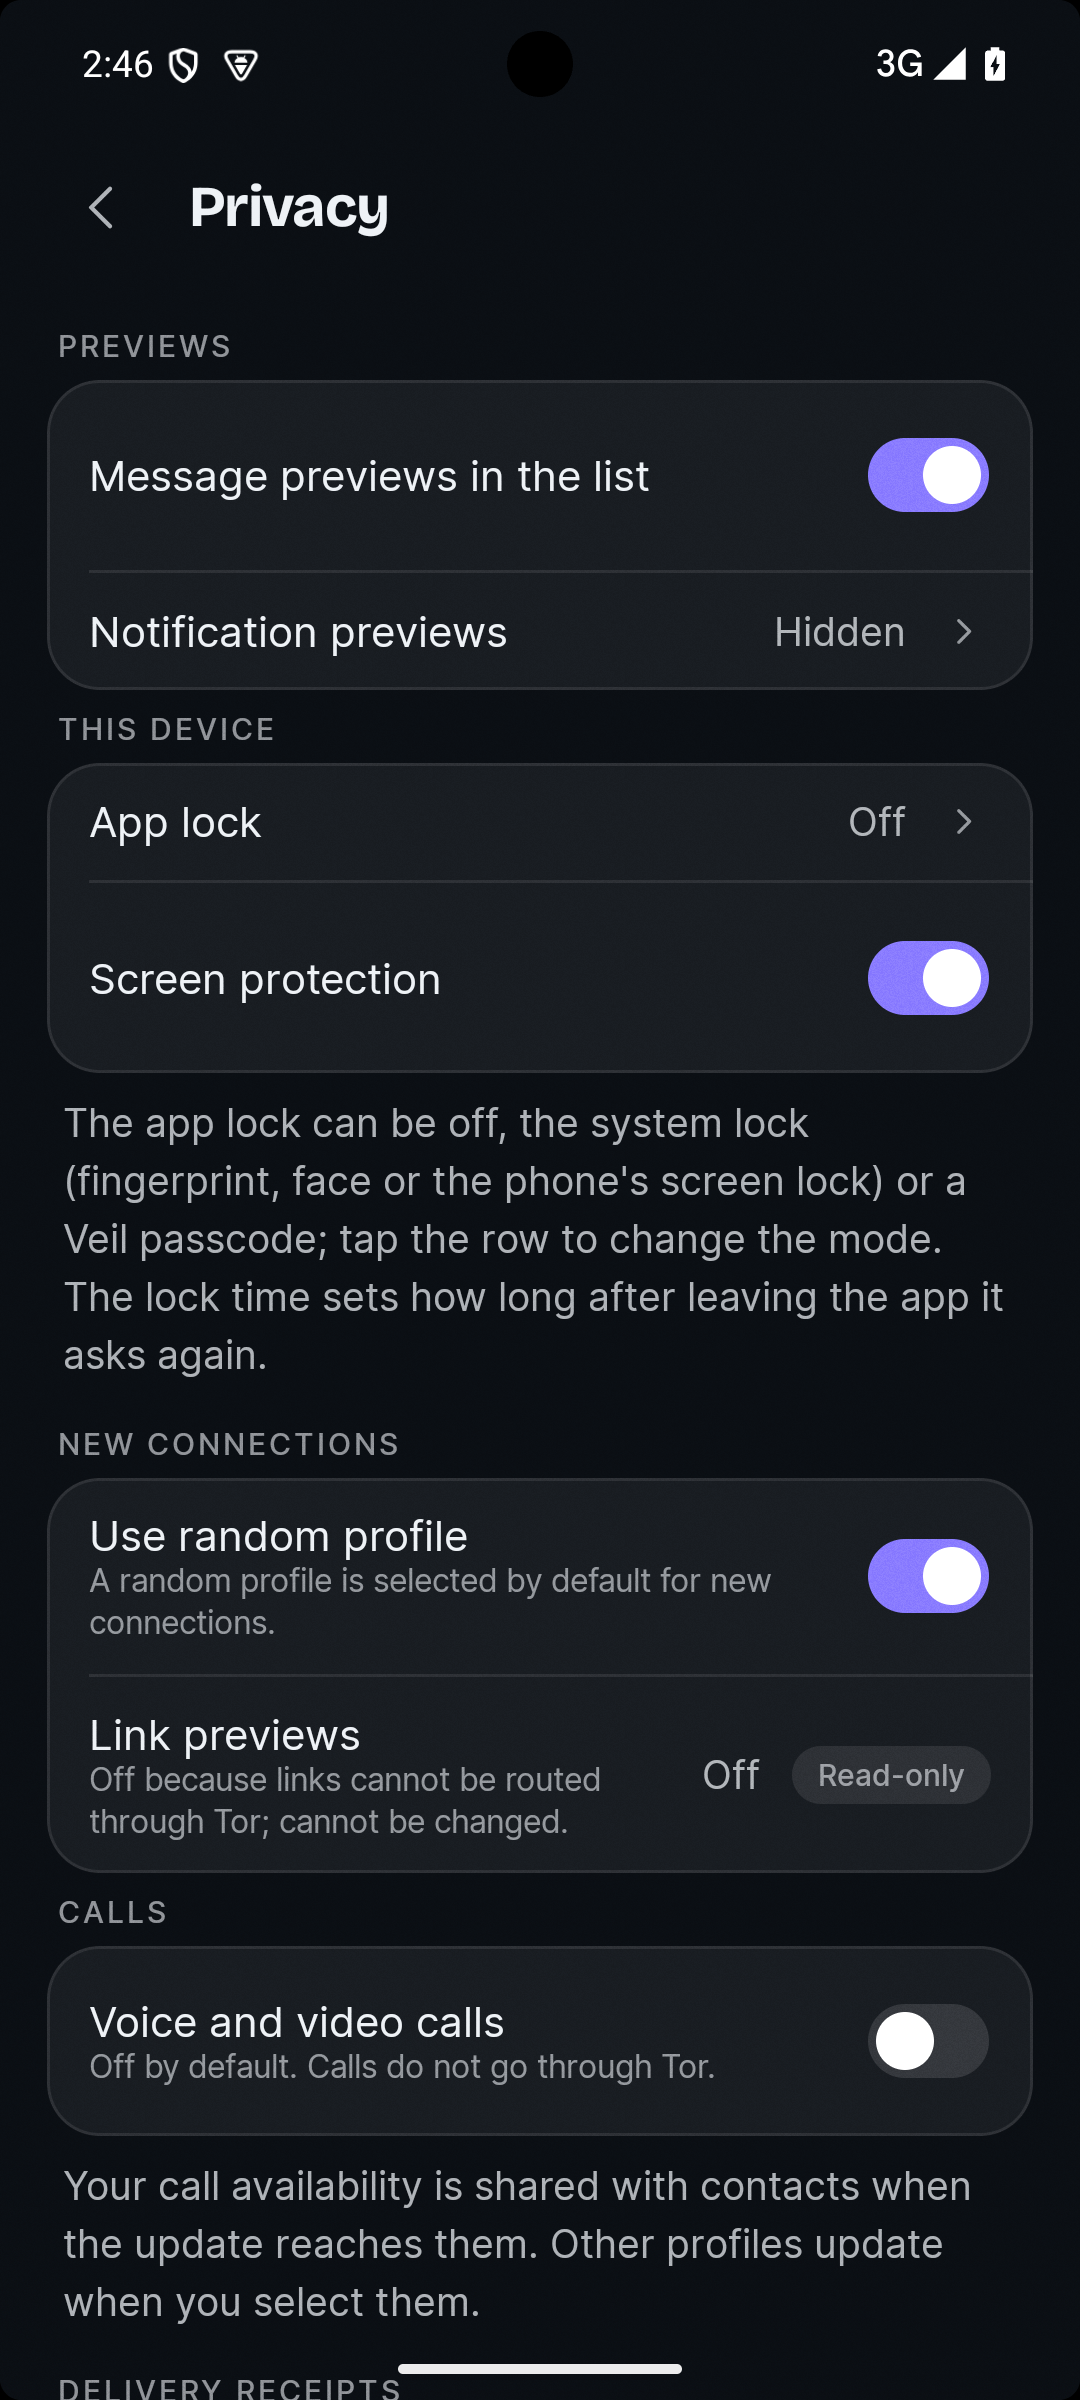 2:46
3G
Privacy
PREVIEWS
Message previews in the list
Notification previews
Hidden
THIS DEVICE
App lock
Off
Screen protection
The app lock can be off, the system lock
(fingerprint, face or the phone's screen lock) or a
Veil passcode; tap the row to change the mode.
The lock time sets how long after leaving the app it
asks again.
NEW CONNECTIONS
Use random profile
A random profile is selected by default for new
connections.
Link previews
Off because links cannot be routed
through Tor; cannot be changed.
Off
Read-only
CALLS
Voice and video calls
Off by default. Calls do not go through Tor.
Your call availability is shared with contacts when
the update reaches them. Other profiles update
when you select them.
DELIVERY RECEIPTS